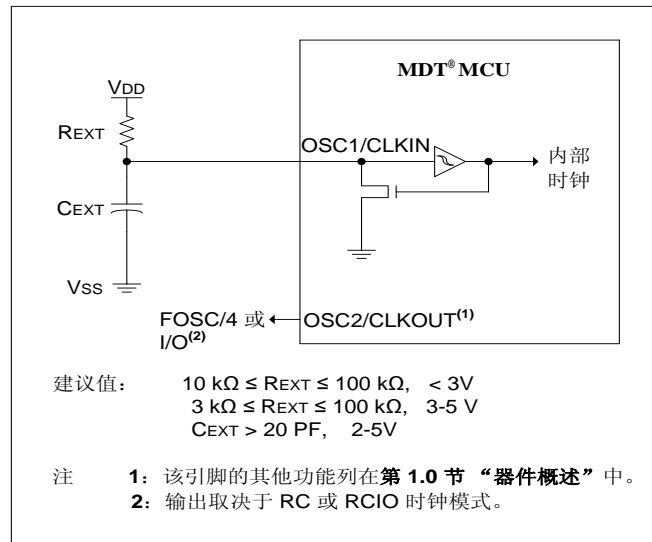 MDT® MCU
VDD
REXT
OSC1/CLKIN
内部
时钟
CEXT
VSS
FOSC/4 或
I/O(2)
OSC2/CLKOUT(1)
建议值: 10 kΩ ≤ REXT ≤ 100 kΩ, < 3V
3 kΩ ≤ REXT ≤ 100 kΩ, 3-5 V
CEXT > 20 PF, 2-5V
注 1: 该引脚的其他功能列在第 1.0 节 “器件概述”中。
2: 输出取决于 RC 或 RCIO 时钟模式。